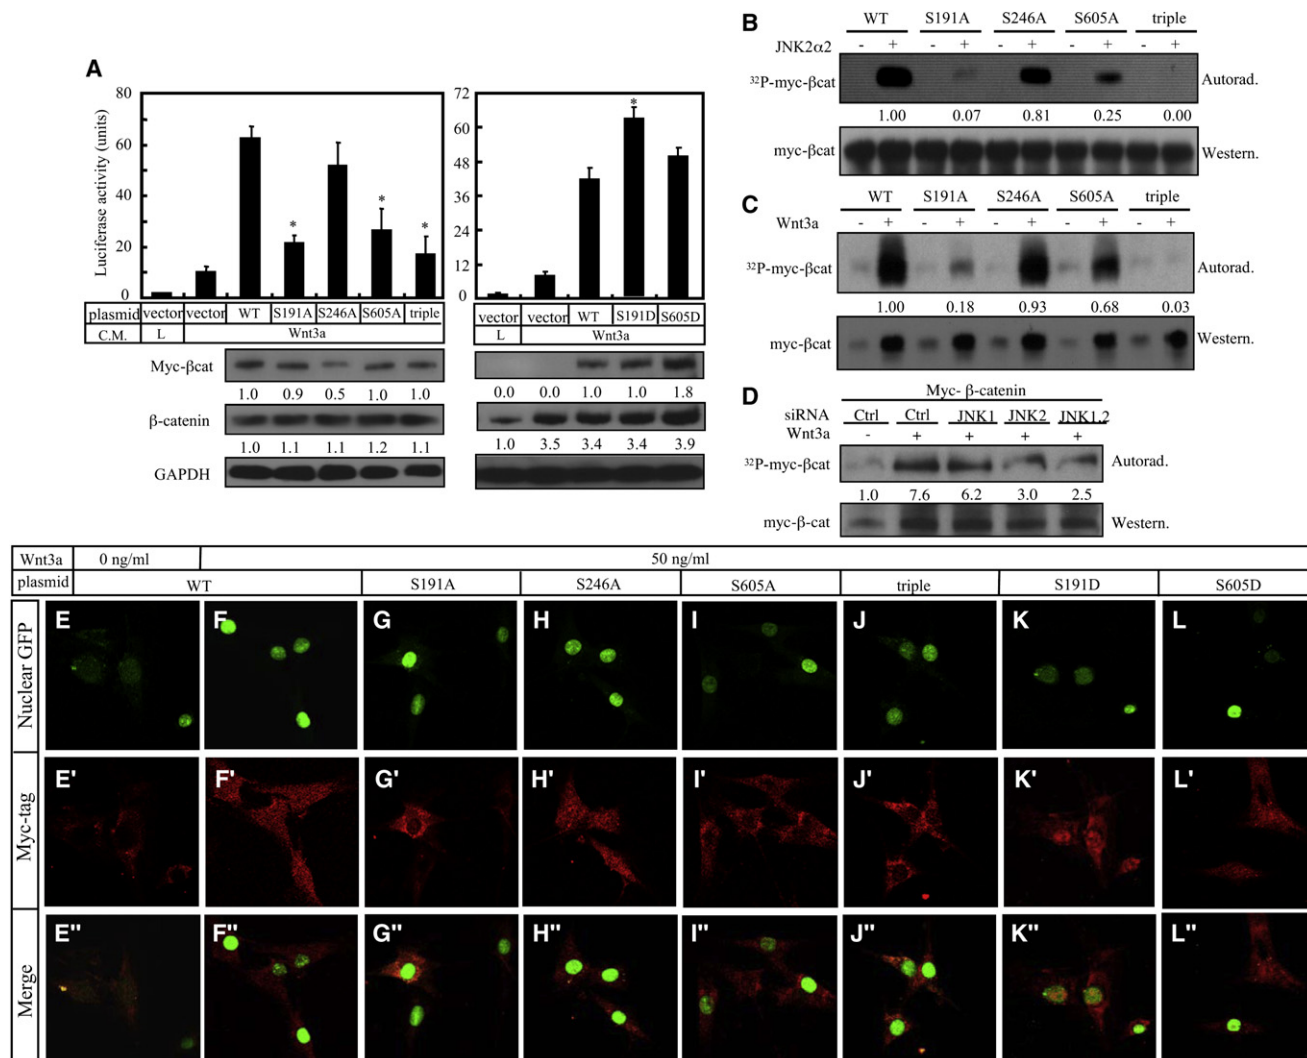 A
Luciferase activity (units)
80
60
40
20
0
* * *
plasmid vector vector WT S191A S246A S605A triple
C.M. L Wnt3a
72
60
48
36
24
12
0
*
vector vector WT S191D S605D
L Wnt3a
Myc-βcat
1.0 0.9 0.5 1.0 1.0
0.0 0.0 1.0 1.0 1.8
β-catenin
1.0 1.1 1.1 1.2 1.1
1.0 3.5 3.4 3.4 3.9
GAPDH
B
WT S191A S246A S605A triple
JNK2α2 - + - + - + - + - +
³²P-myc-βcat Autorad.
1.00 0.07 0.81 0.25 0.00
myc-βcat Western.
C
WT S191A S246A S605A triple
Wnt3a - + - + - + - + - +
³²P-myc-βcat Autorad.
1.00 0.18 0.93 0.68 0.03
myc-βcat Western.
D
Myc- β-catenin
siRNA Ctrl Ctrl JNK1 JNK2 JNK1,2
Wnt3a - + + + +
³²P-myc-βcat Autorad.
1.0 7.6 6.2 3.0 2.5
myc-β-cat Western.
Wnt3a 0 ng/ml 50 ng/ml
plasmid WT S191A S246A S605A triple S191D S605D
Nuclear GFP
E F G H I J K L
Myc-tag
E' F' G' H' I' J' K' L'
Merge
E" F" G" H" I" J" K" L"